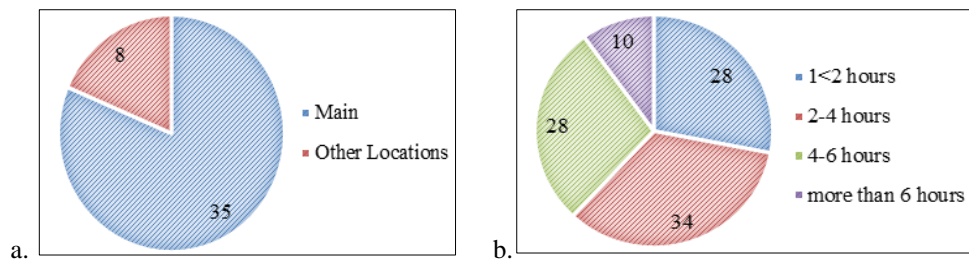 8
35
Main
Other Locations
a.
10
28
28
34
1<2 hours
2-4 hours
4-6 hours
more than 6 hours
b.